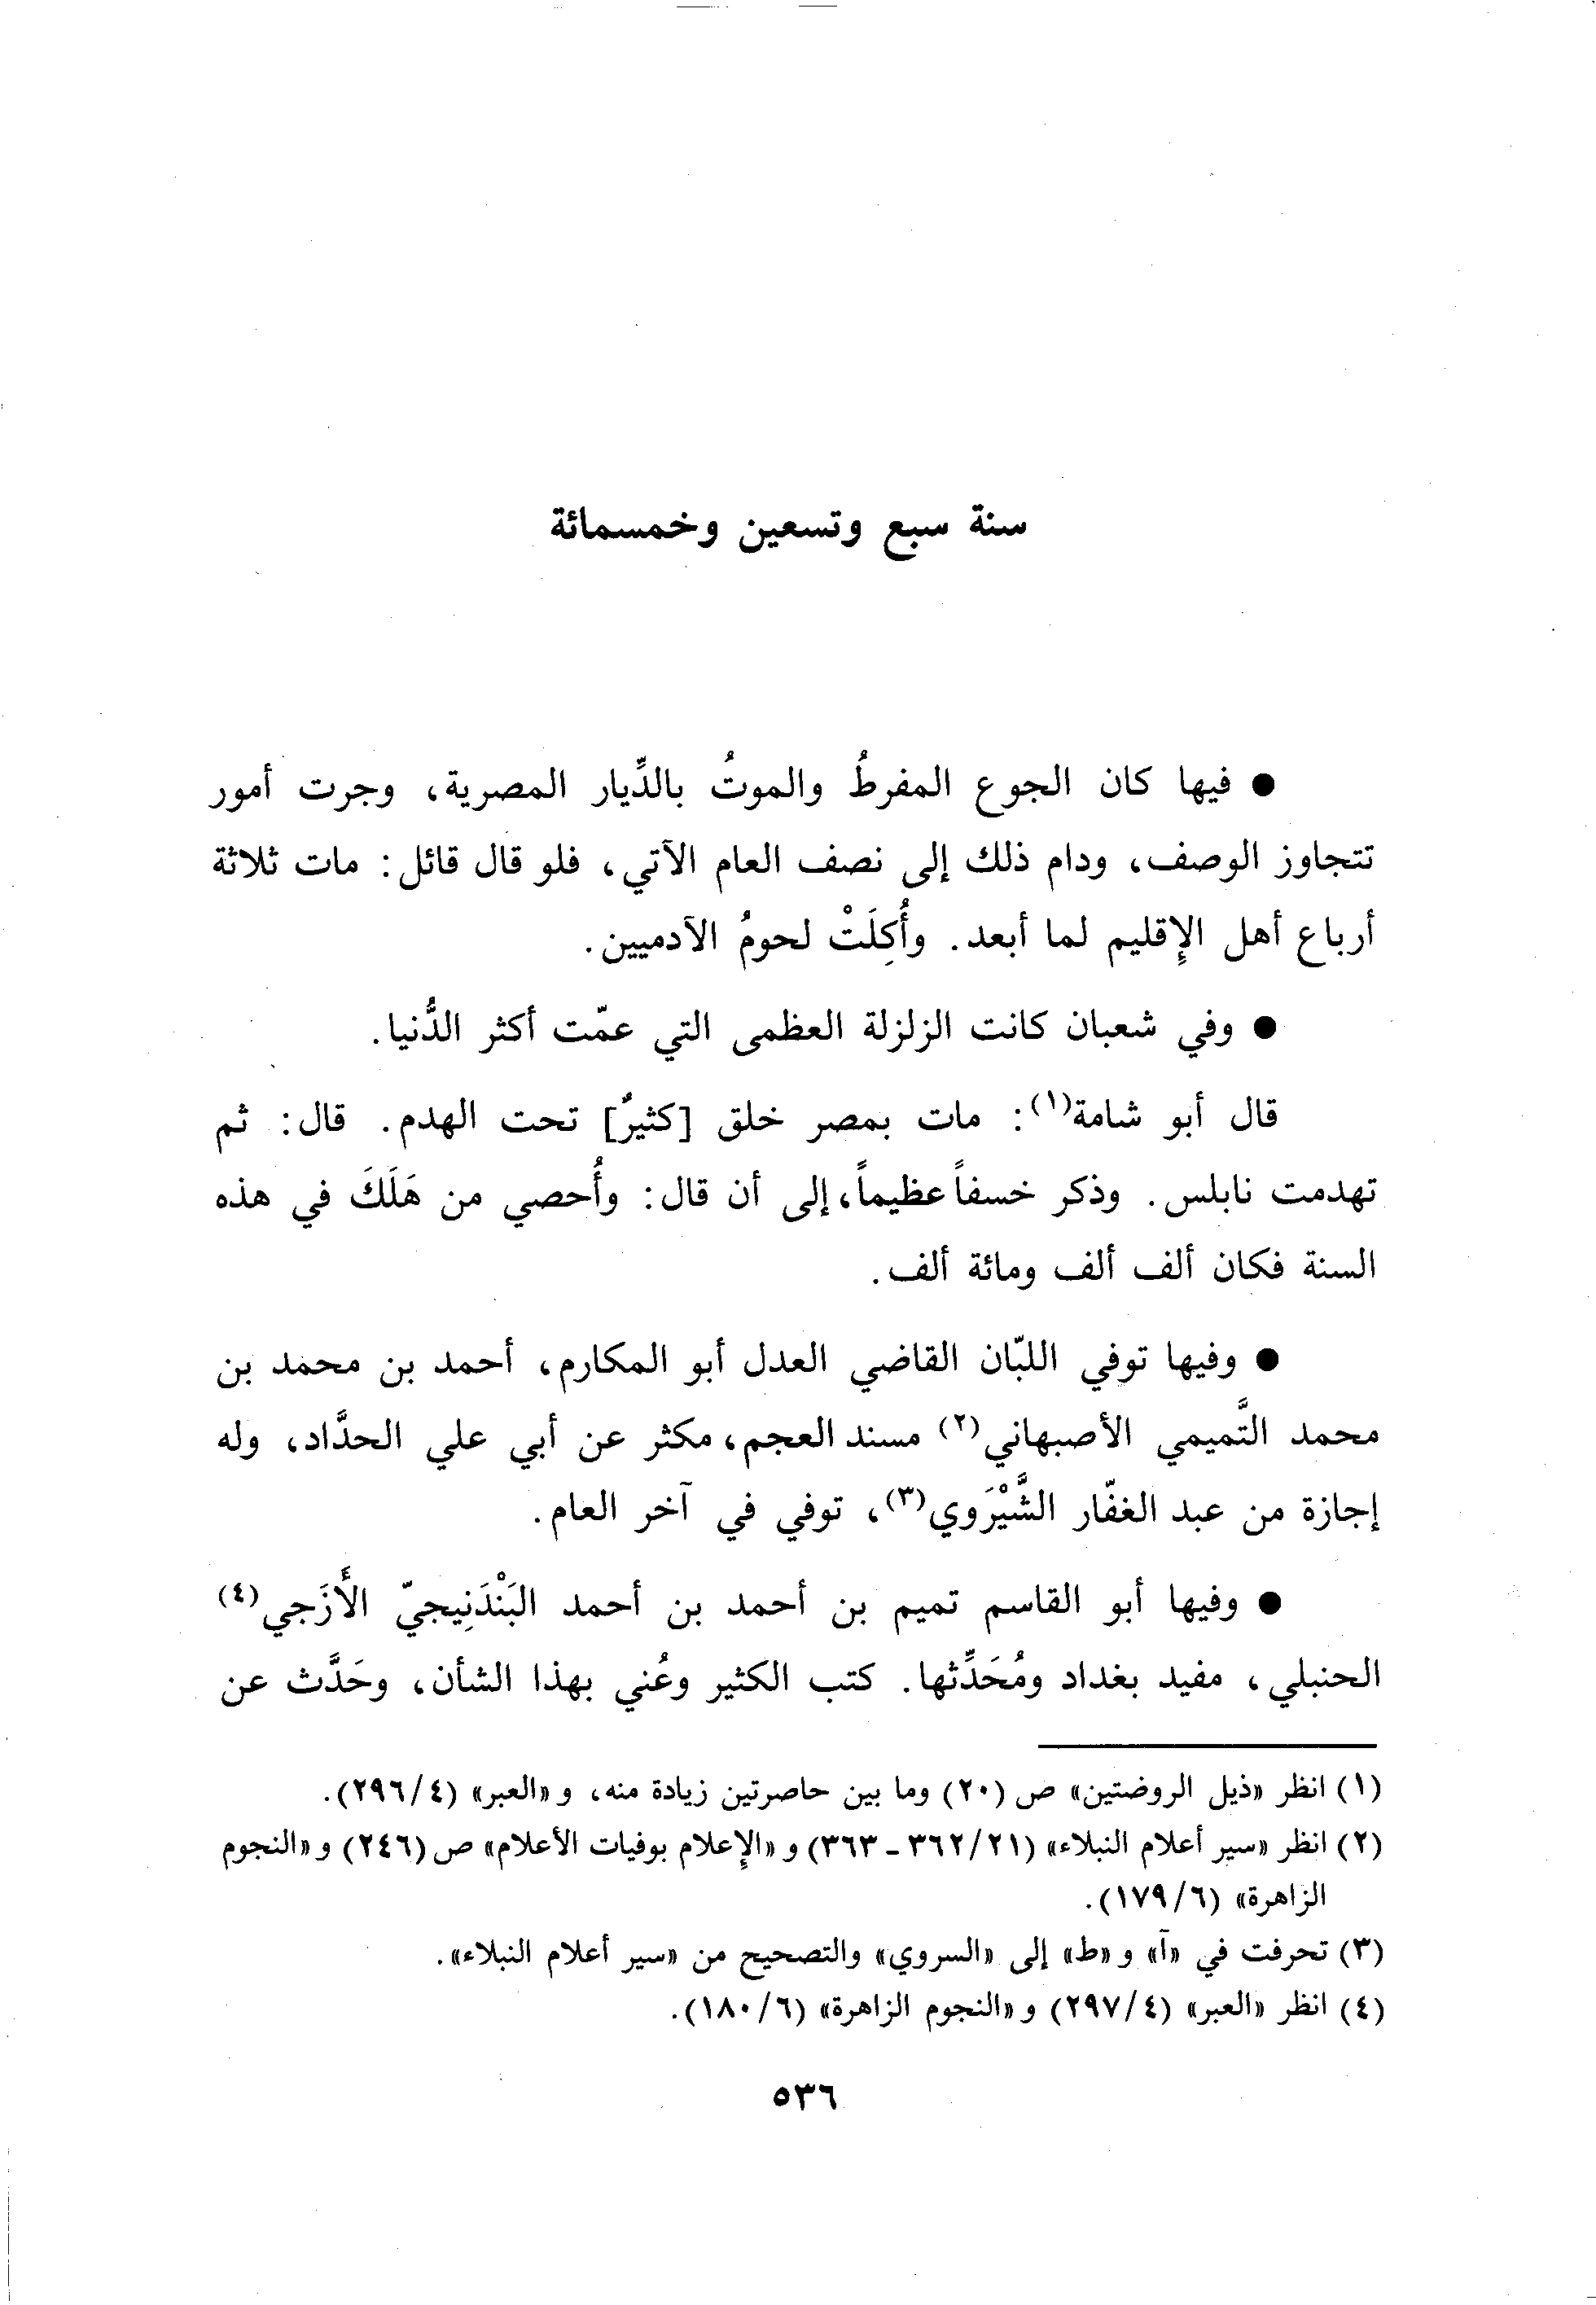 سنة سبع وتسعين وخمسمائة
● فيها كان الجوع المفرطُ والموتُ بالدِّيار المصرية، وجرت أمور
تتجاوز الوصف، ودام ذلك إلى نصف العام الآتي، فلو قال قائل: مات ثلاثة
أرباع أهل الإِقليم لما أبعد. وأُكِلَتْ لحومُ الآدميين.
● وفي شعبان كانت الزلزلة العظمى التي عمّت أكثر الدُّنيا.
قال أبو شامة(١): مات بمصر خلق [كثيرٌ] تحت الهدم. قال: ثم
تهدمت نابلس. وذكر خسفاً عظيماً، إلى أن قال: وأُحصي من هَلَكَ في هذه
السنة فكان ألف ألف ومائة ألف.
● وفيها توفي اللبّان القاضي العدل أبو المكارم، أحمد بن محمد بن
محمد التَّميمي الأصبهاني(٢) مسند العجم، مكثر عن أبي علي الحدَّاد، وله
إجازة من عبد الغفّار الشَّيْرَوي(٣)، توفي في آخر العام.
● وفيها أبو القاسم تميم بن أحمد بن أحمد البَنْدَنِيجيّ الأَزَجي(٤)
الحنبلي، مفيد بغداد ومُحَدِّثها. كتب الكثير وعُني بهذا الشأن، وحَدَّث عن
(١) انظر «ذيل الروضتين» ص (٢٠) وما بين حاصرتين زيادة منه، و«العبر» (٤/ ٢٩٦).
(٢) انظر «سير أعلام النبلاء» (٢١/ ٣٦٢ - ٣٦٣) و«الإِعلام بوفيات الأعلام» ص (٢٤٦) و«النجوم
الزاهرة» (٦/ ١٧٩).
(٣) تحرفت في «آ» و«ط» إلى «السروي» والتصحيح من «سير أعلام النبلاء».
(٤) انظر «العبر» (٤/ ٢٩٧) و«النجوم الزاهرة» (٦/ ١٨٠).
٥٣٦